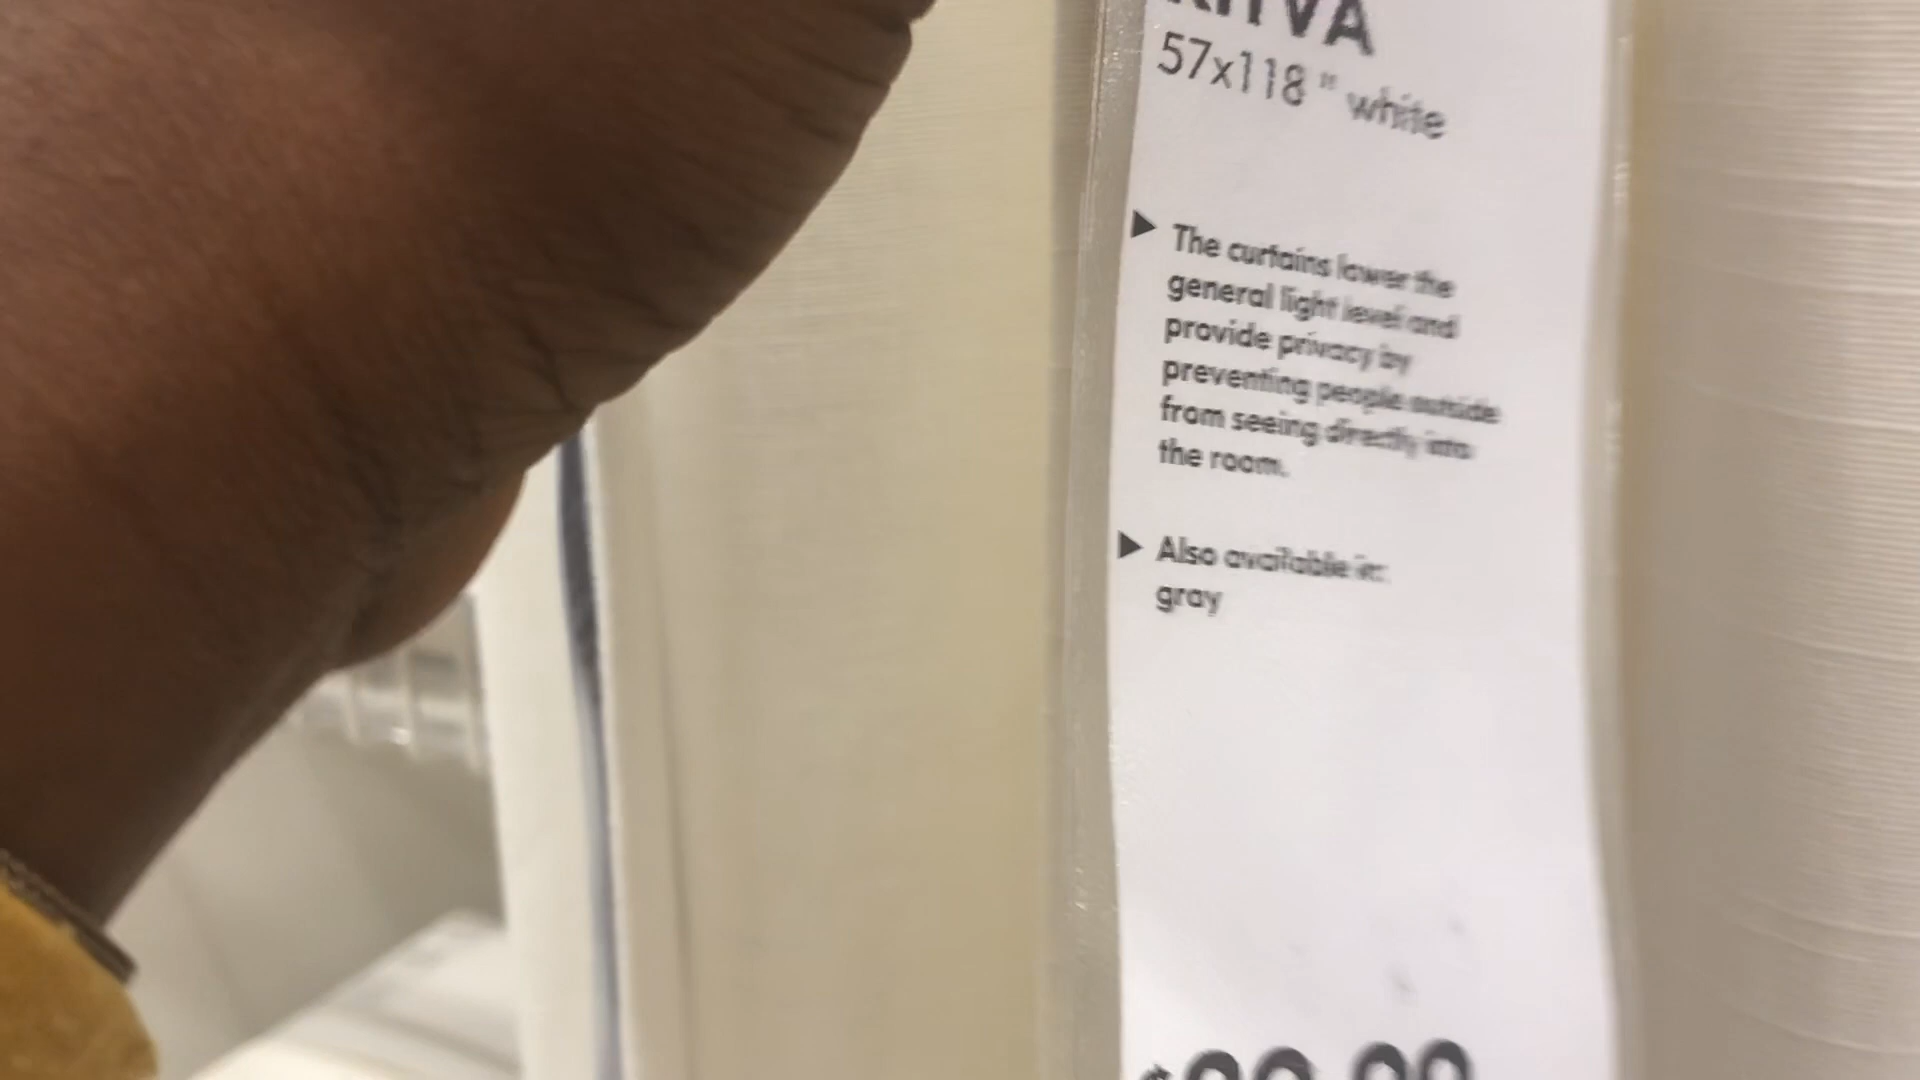 57x118" white
The curtains lower the
general light level and
provide privacy by
preventing people outside
from seeing directly into
the room.
Also available in:
gray